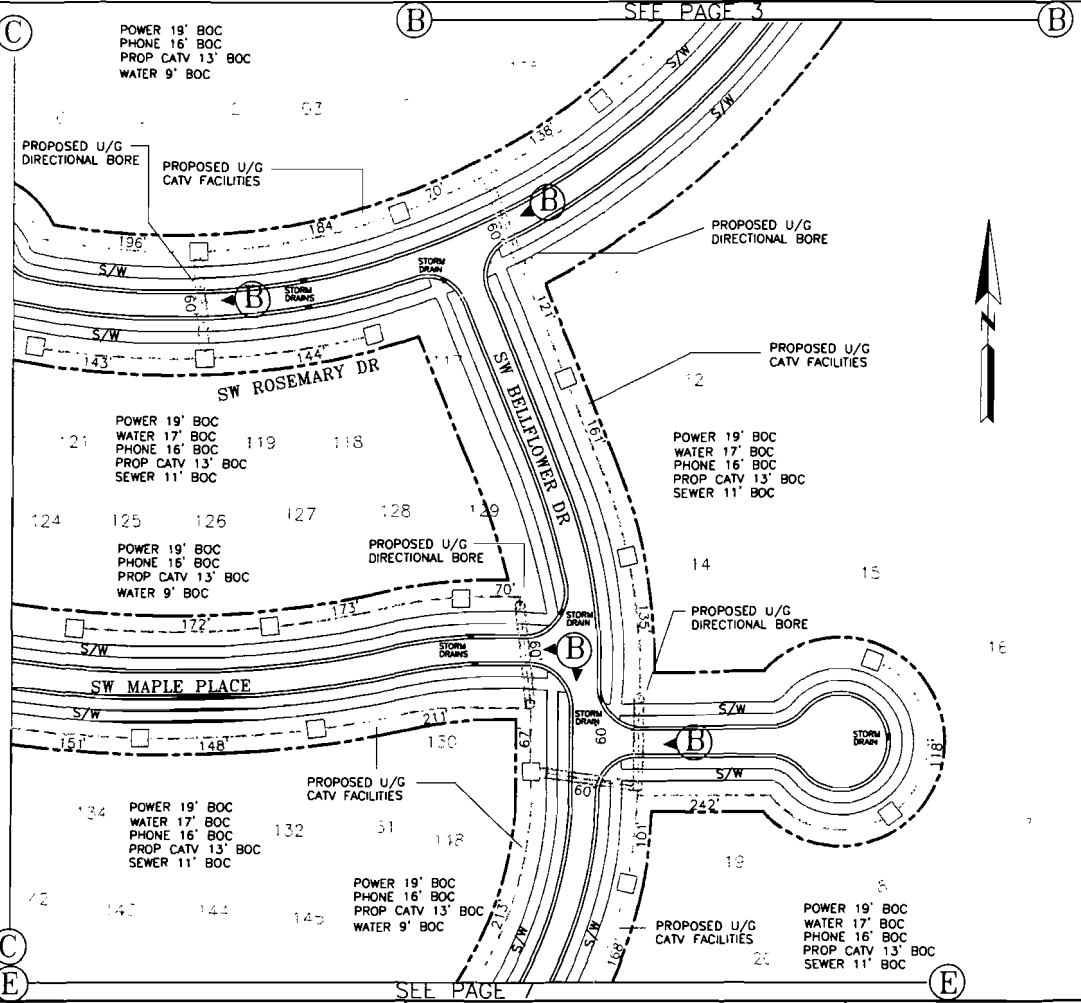 SEE PAGE 3
B
B
C
POWER 19' BOC
PHONE 16' BOC
PROP CATV 13' BOC
WATER 9' BOC
S/W
S/W
138'
PROPOSED U/G
DIRECTIONAL BORE
PROPOSED U/G
CATV FACILITIES
70'
184'
196'
B
60'
PROPOSED U/G
DIRECTIONAL BORE
S/W
STORM
DRAIN
60'
B
STORM
DRAINS
S/W
143'
144'
SW ROSEMARY DR
N
PROPOSED U/G
CATV FACILITIES
SW BELLFLOWER DR
161'
POWER 19' BOC
WATER 17' BOC
PHONE 16' BOC
PROP CATV 13' BOC
SEWER 11' BOC
121
119
118
POWER 19' BOC
WATER 17' BOC
PHONE 16' BOC
PROP CATV 13' BOC
SEWER 11' BOC
124
125
126
127
128
129
POWER 19' BOC
PHONE 16' BOC
PROP CATV 13' BOC
WATER 9' BOC
PROPOSED U/G
DIRECTIONAL BORE
14
15
16
70'
172'
173'
135'
STORM
DRAIN
PROPOSED U/G
DIRECTIONAL BORE
S/W
STORM
DRAINS
60'
B
SW MAPLE PLACE
S/W
151'
148'
211'
130
67'
STORM
DRAIN
60'
S/W
B
S/W
STORM
DRAIN
118'
PROPOSED U/G
CATV FACILITIES
60'
242'
101'
134
POWER 19' BOC
WATER 17' BOC
PHONE 16' BOC
PROP CATV 13' BOC
SEWER 11' BOC
132
148
19
POWER 19' BOC
PHONE 16' BOC
PROP CATV 13' BOC
WATER 9' BOC
144
145
213'
S/W
S/W
168'
PROPOSED U/G
CATV FACILITIES
POWER 19' BOC
WATER 17' BOC
PHONE 16' BOC
PROP CATV 13' BOC
SEWER 11' BOC
C
E
SEE PAGE 7
E